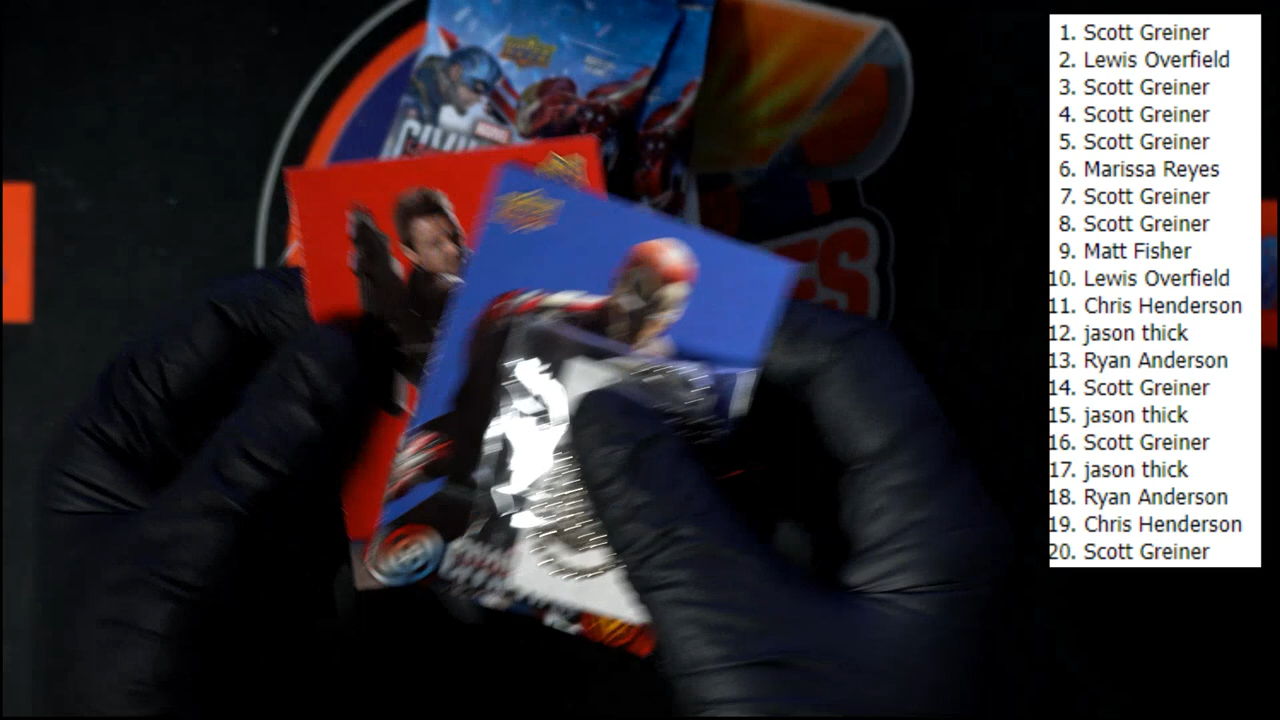 MARVEL
1. Scott Greiner
2. Lewis Overfield
3. Scott Greiner
4. Scott Greiner
5. Scott Greiner
6. Marissa Reyes
7. Scott Greiner
8. Scott Greiner
9. Matt Fisher
10. Lewis Overfield
11. Chris Henderson
12. jason thick
13. Ryan Anderson
14. Scott Greiner
15. jason thick
16. Scott Greiner
17. jason thick
18. Ryan Anderson
19. Chris Henderson
20. Scott Greiner